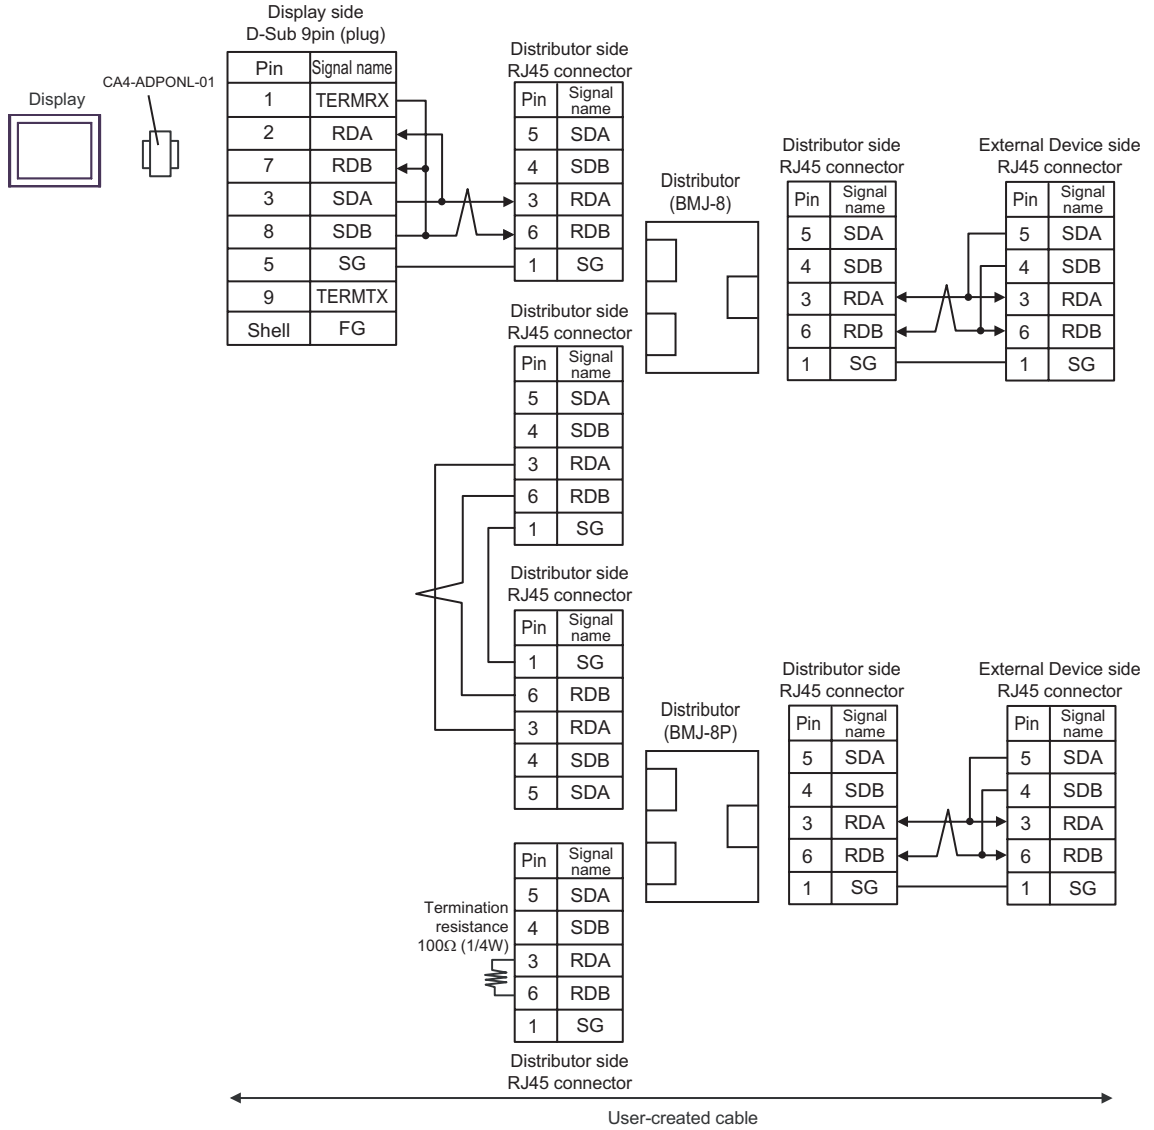 Display side
D-Sub 9pin (plug)
Pin Signal name
1 TERMRX
2 RDA
7 RDB
3 SDA
8 SDB
5 SG
9 TERMTX
Shell FG
Display
CA4-ADPONL-01
Distributor side
RJ45 connector
Pin Signal name
5 SDA
4 SDB
3 RDA
6 RDB
1 SG
Distributor
(BMJ-8)
Distributor side
RJ45 connector
Pin Signal name
5 SDA
4 SDB
3 RDA
6 RDB
1 SG
External Device side
RJ45 connector
Pin Signal name
5 SDA
4 SDB
3 RDA
6 RDB
1 SG
Distributor side
RJ45 connector
Pin Signal name
5 SDA
4 SDB
3 RDA
6 RDB
1 SG
Distributor side
RJ45 connector
Pin Signal name
1 SG
6 RDB
3 RDA
4 SDB
5 SDA
Distributor
(BMJ-8P)
Distributor side
RJ45 connector
Pin Signal name
5 SDA
4 SDB
3 RDA
6 RDB
1 SG
External Device side
RJ45 connector
Pin Signal name
5 SDA
4 SDB
3 RDA
6 RDB
1 SG
Termination
resistance
100Ω (1/4W)
Pin Signal name
5 SDA
4 SDB
3 RDA
6 RDB
1 SG
Distributor side
RJ45 connector
User-created cable